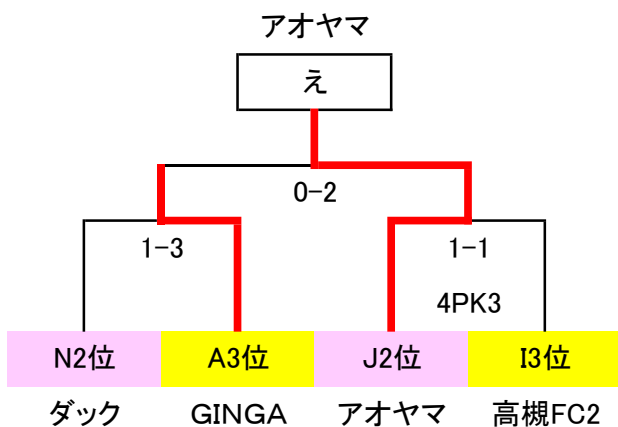 アオヤマ
え
0-2
1-3 1-1
4PK3
N2位 A3位 J2位 I3位
ダック GINGA アオヤマ 高槻FC2